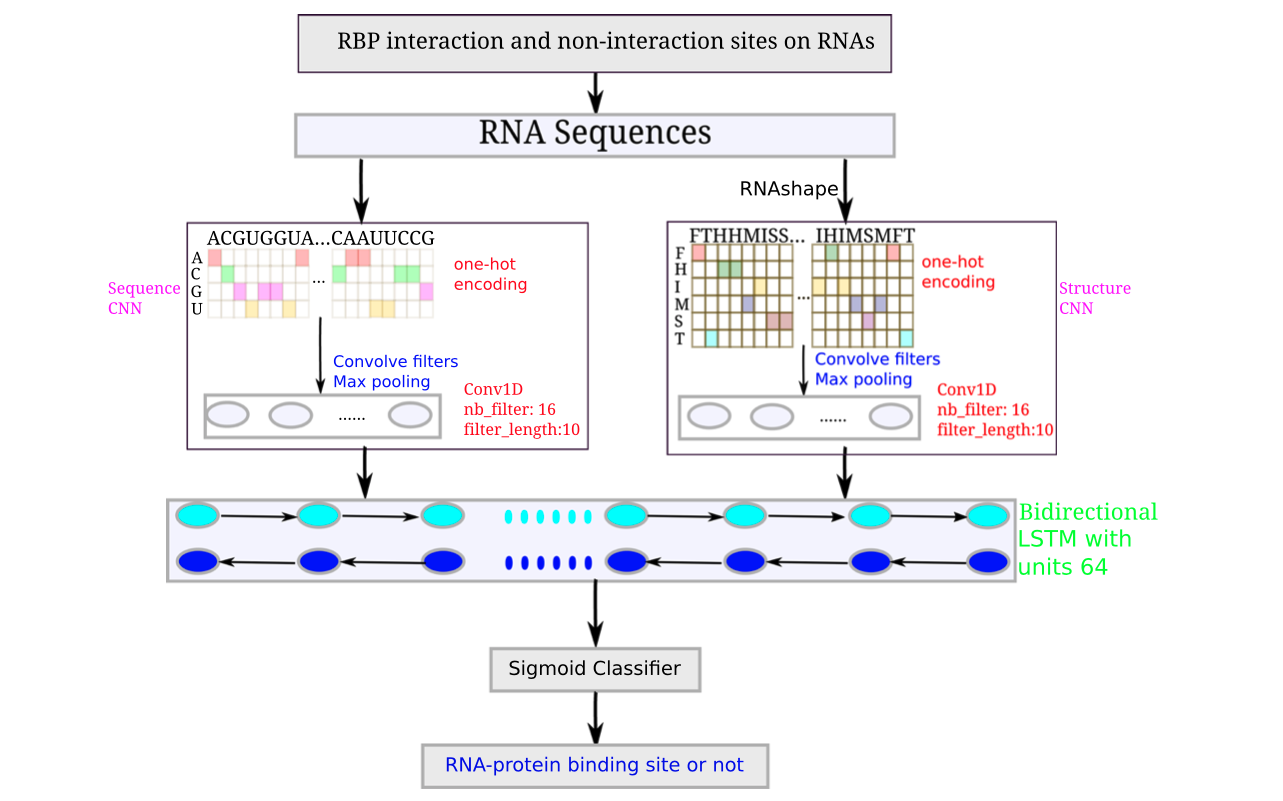 RBP interaction and non-interaction sites on RNAs
RNA Sequences
RNAshape
ACGUGGUA...CAAUUCCG
A
C
G
U
...
one-hot
encoding
Sequence
CNN
Convolve filters
Max pooling
Conv1D
nb_filter: 16
filter_length:10
......
FTHHMISS... IHIMSMFT
F
H
I
M
S
T
...
one-hot
encoding
Structure
CNN
Convolve filters
Max pooling
Conv1D
nb_filter: 16
filter_length:10
......
Bidirectional
LSTM with
units 64
Sigmoid Classifier
RNA-protein binding site or not